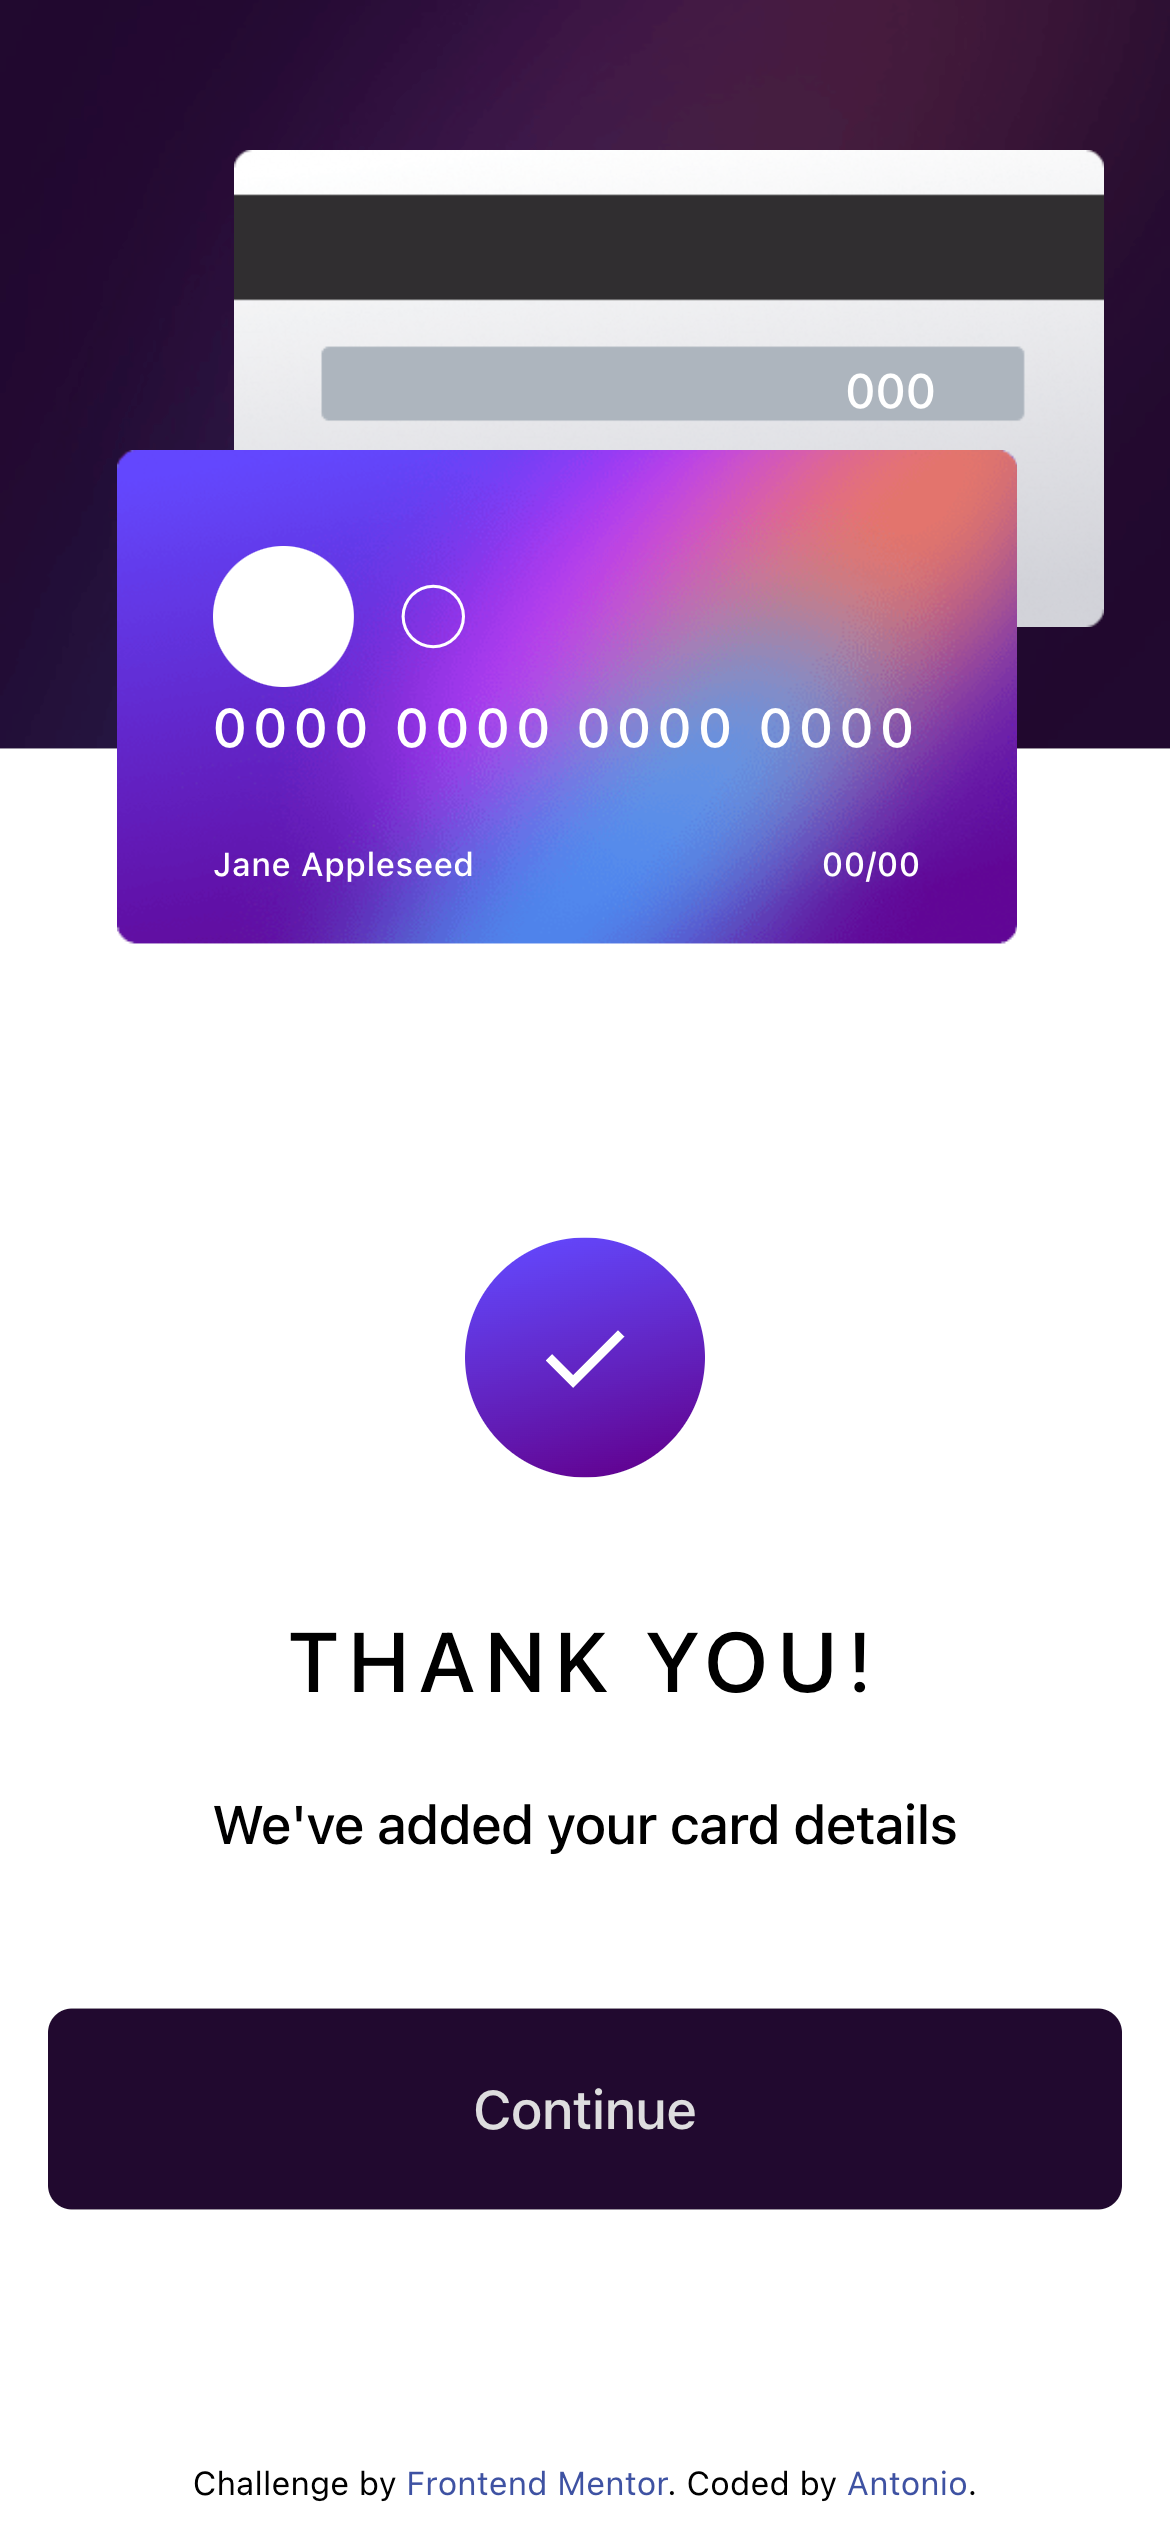 000
0000 0000 0000 0000
Jane Appleseed 00/00
THANK YOU!
We've added your card details
Continue
Challenge by Frontend Mentor. Coded by Antonio.